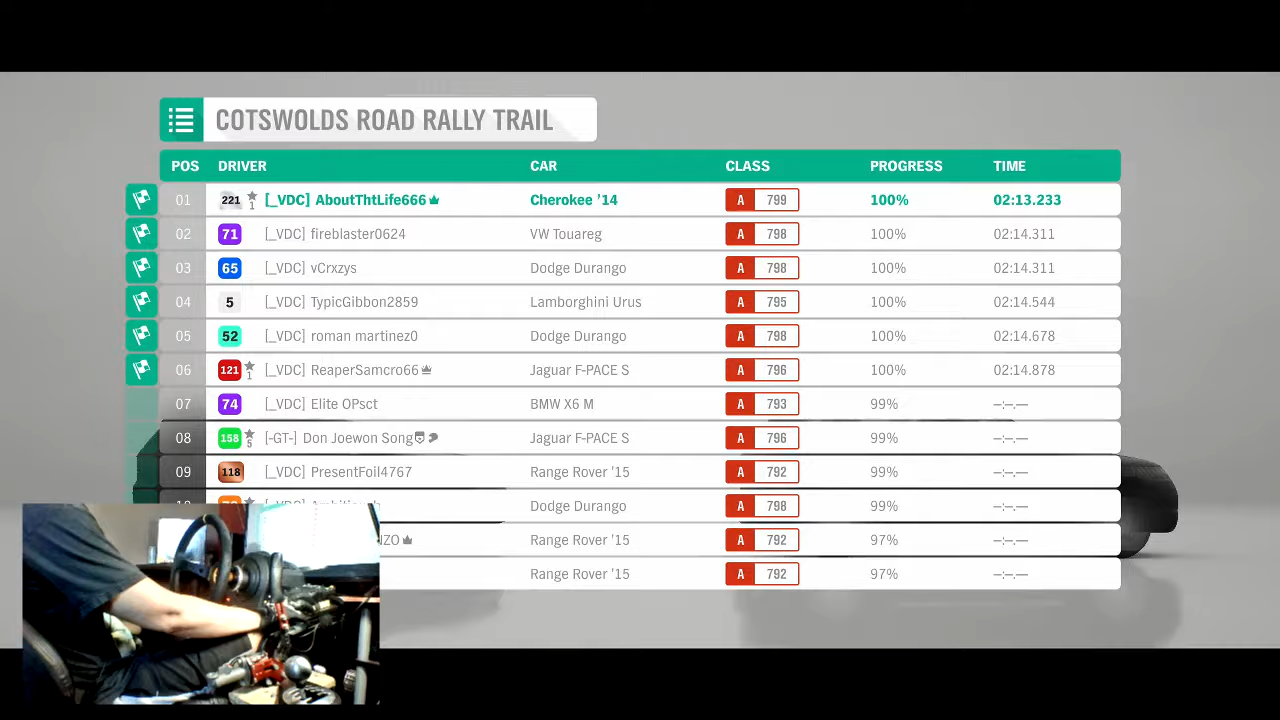 COTSWOLDS ROAD RALLY TRAIL
POS DRIVER CAR CLASS PROGRESS TIME
01 221 1 [_VDC] AboutThtLife666 Cherokee '14 A 799 100% 02:13.233
02 71 [_VDC] fireblaster0624 VW Touareg A 798 100% 02:14.311
03 65 [_VDC] vCrxzys Dodge Durango A 798 100% 02:14.311
04 5 [_VDC] TypicGibbon2859 Lamborghini Urus A 795 100% 02:14.544
05 52 [_VDC] roman martinez0 Dodge Durango A 798 100% 02:14.678
06 121 1 [_VDC] ReaperSamcro66 Jaguar F-PACE S A 796 100% 02:14.878
07 74 [_VDC] Elite OPsct BMW X6 M A 793 99% --:--.---
08 158 5 [-GT-] Don Joewon Song Jaguar F-PACE S A 796 99% --:--.---
09 118 [_VDC] PresentFoil4767 Range Rover '15 A 792 99% --:--.---
Dodge Durango A 798 99% --:--.---
Range Rover '15 A 792 97% --:--.---
Range Rover '15 A 792 97% --:--.---